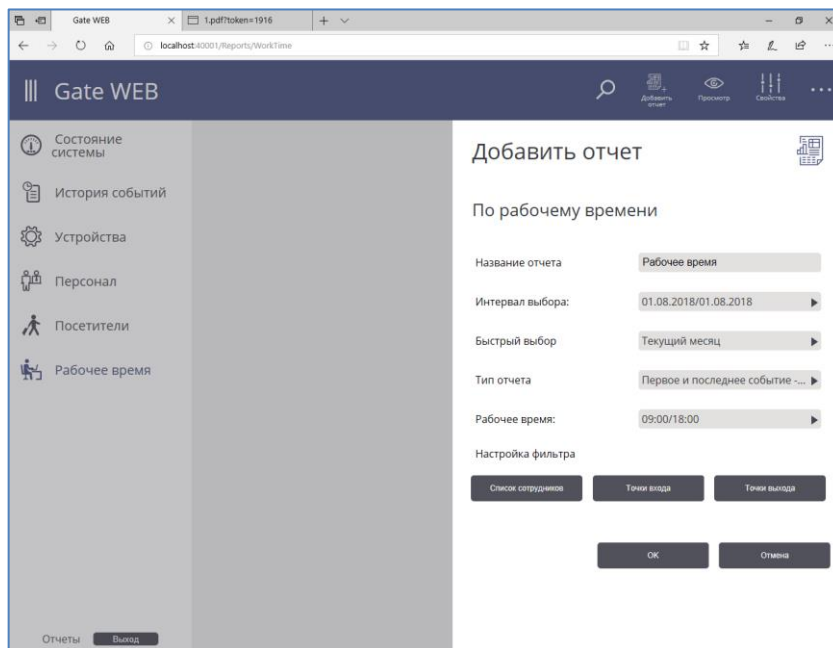 Gate WEB
1.pdf?token=1916
localhost:40001/Reports/WorkTime
Gate WEB
Добавить
отчет
Просмотр
Свойства
Состояние
системы
История событий
Устройства
Персонал
Посетители
Рабочее время
Отчеты
Выход
Добавить отчет
По рабочему времени
Название отчета
Рабочее время
Интервал выбора:
01.08.2018/01.08.2018
Быстрый выбор
Текущий месяц
Тип отчета
Первое и последнее событие -...
Рабочее время:
09:00/18:00
Настройка фильтра
Список сотрудников
Точки входа
Точки выхода
ОК
Отмена